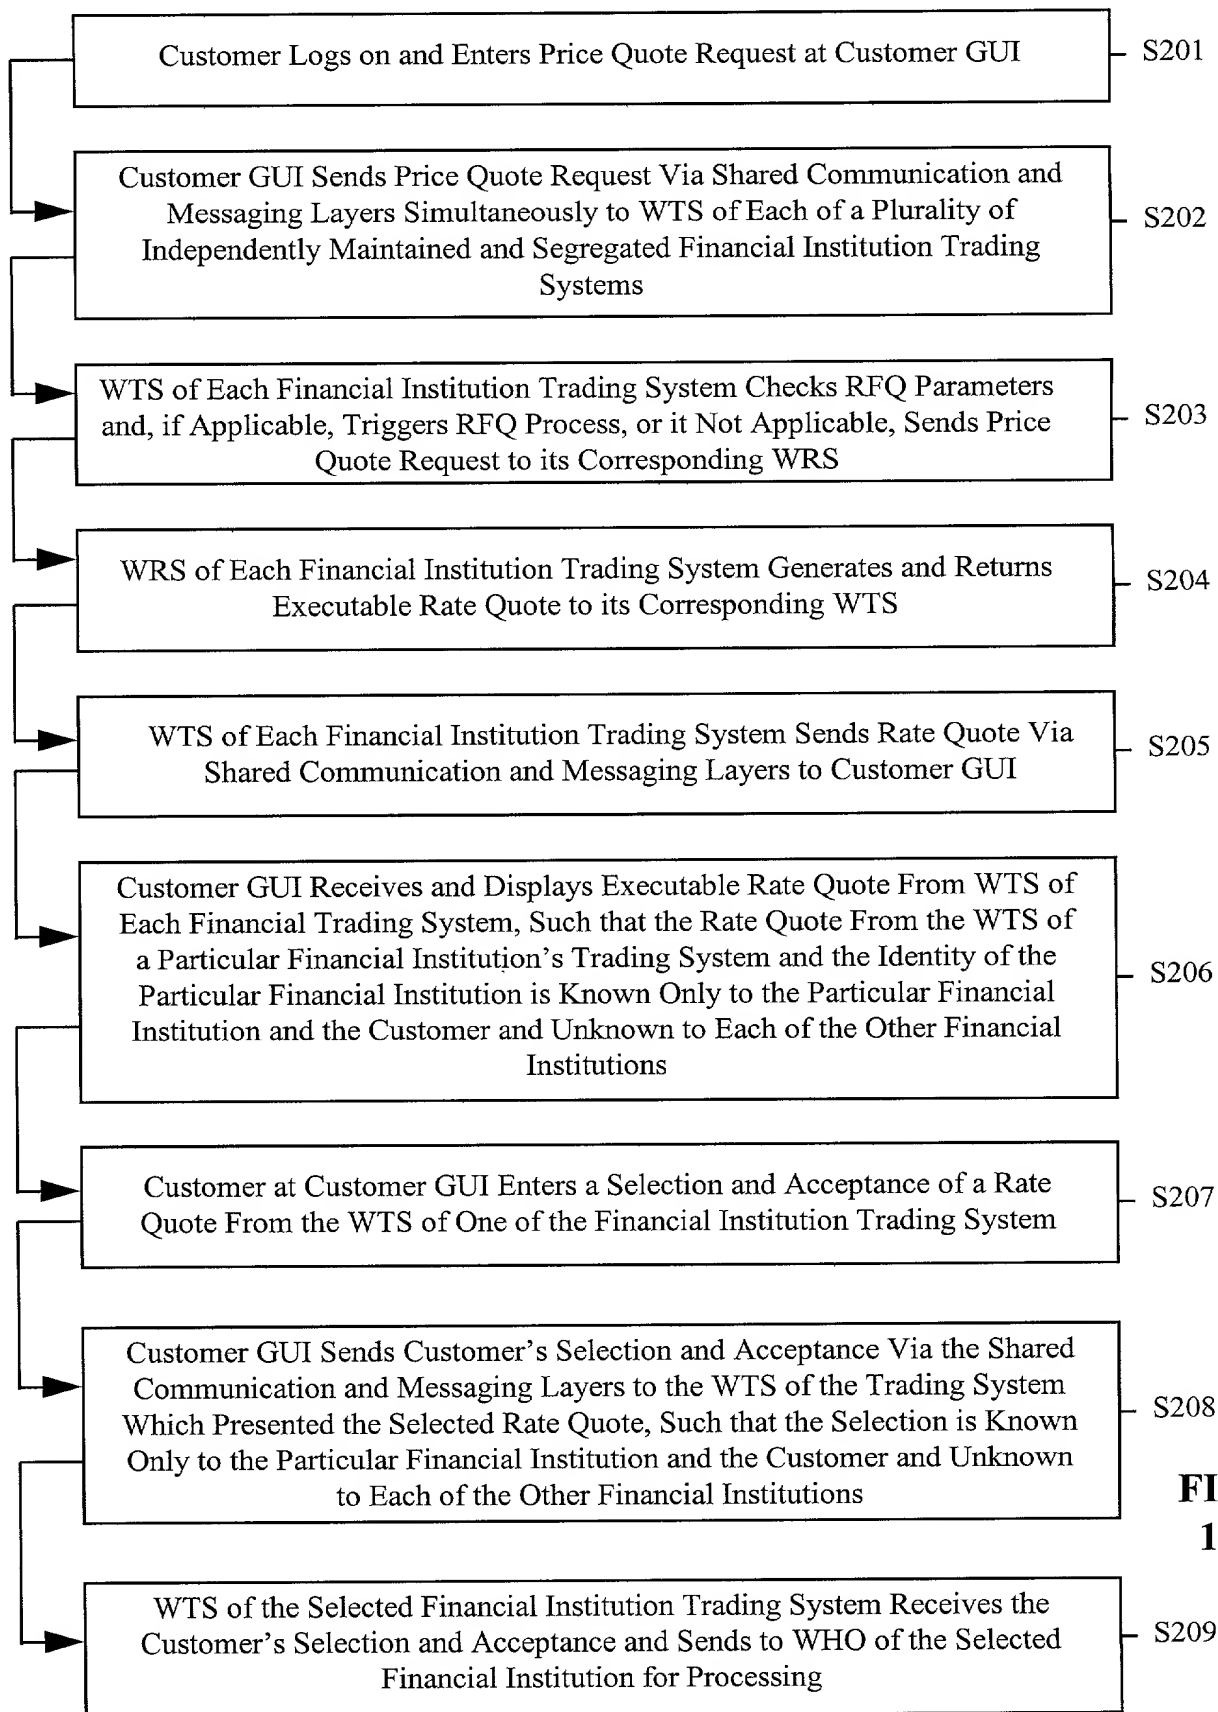 Customer Logs on and Enters Price Quote Request at Customer GUI
S201
Customer GUI Sends Price Quote Request Via Shared Communication and
Messaging Layers Simultaneously to WTS of Each of a Plurality of
Independently Maintained and Segregated Financial Institution Trading
Systems
S202
WTS of Each Financial Institution Trading System Checks RFQ Parameters
and, if Applicable, Triggers RFQ Process, or it Not Applicable, Sends Price
Quote Request to its Corresponding WRS
S203
WRS of Each Financial Institution Trading System Generates and Returns
Executable Rate Quote to its Corresponding WTS
S204
WTS of Each Financial Institution Trading System Sends Rate Quote Via
Shared Communication and Messaging Layers to Customer GUI
S205
Customer GUI Receives and Displays Executable Rate Quote From WTS of
Each Financial Trading System, Such that the Rate Quote From the WTS of
a Particular Financial Institution's Trading System and the Identity of the
Particular Financial Institution is Known Only to the Particular Financial
Institution and the Customer and Unknown to Each of the Other Financial
Institutions
S206
Customer at Customer GUI Enters a Selection and Acceptance of a Rate
Quote From the WTS of One of the Financial Institution Trading System
S207
Customer GUI Sends Customer's Selection and Acceptance Via the Shared
Communication and Messaging Layers to the WTS of the Trading System
Which Presented the Selected Rate Quote, Such that the Selection is Known
Only to the Particular Financial Institution and the Customer and Unknown
to Each of the Other Financial Institutions
S208
FI
1
WTS of the Selected Financial Institution Trading System Receives the
Customer's Selection and Acceptance and Sends to WHO of the Selected
Financial Institution for Processing
S209